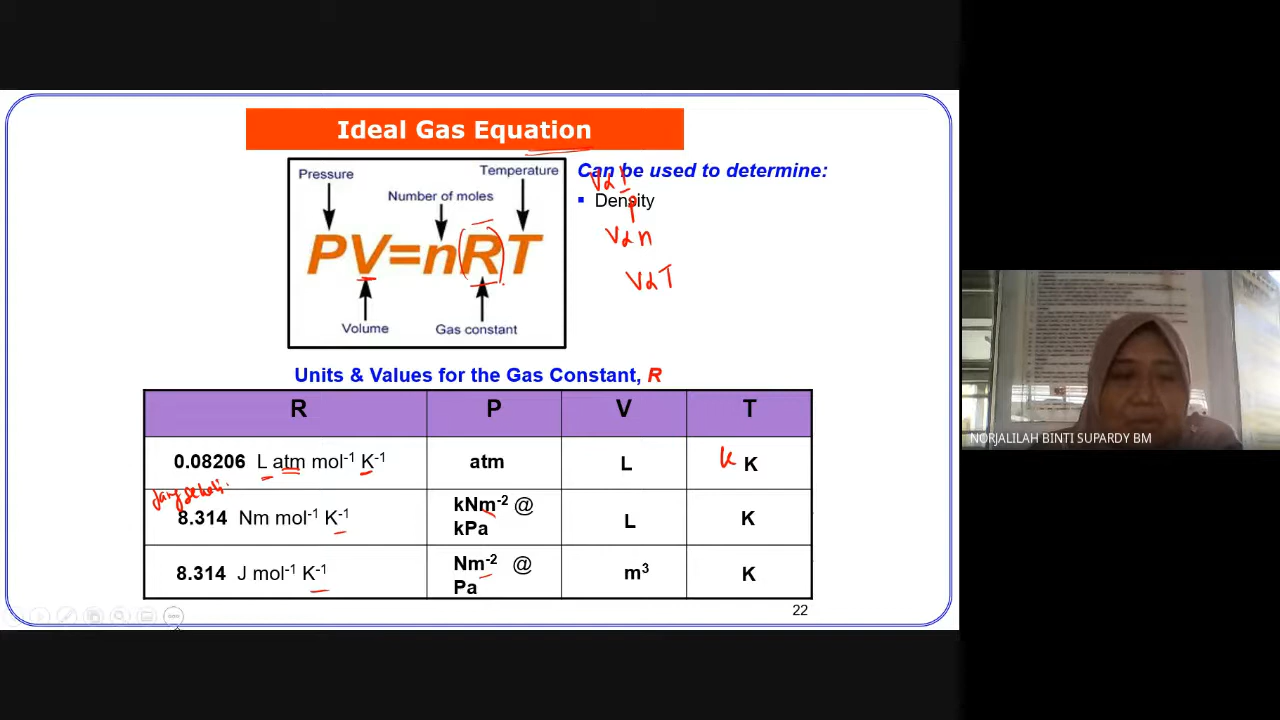 Ideal Gas Equation
Pressure
Temperature
Number of moles
PV=nRT
Volume
Gas constant
Can be used to determine:
▪ Density
V α 1
P
V α n
V α T
Units & Values for the Gas Constant, R
R P V T
0.08206 L atm mol⁻¹ K⁻¹ atm L K K
8.314 Nm mol⁻¹ K⁻¹ kNm⁻² @ kPa L K
8.314 J mol⁻¹ K⁻¹ Nm⁻² @ Pa m³ K
22
NORJALILAH BINTI SUPARDY BM